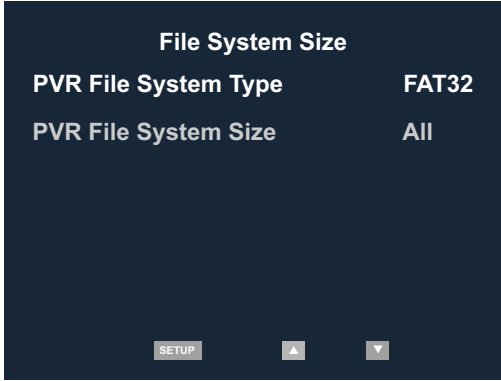 File System Size
PVR File System Type FAT32
PVR File System Size All
SETUP ▲ ▼